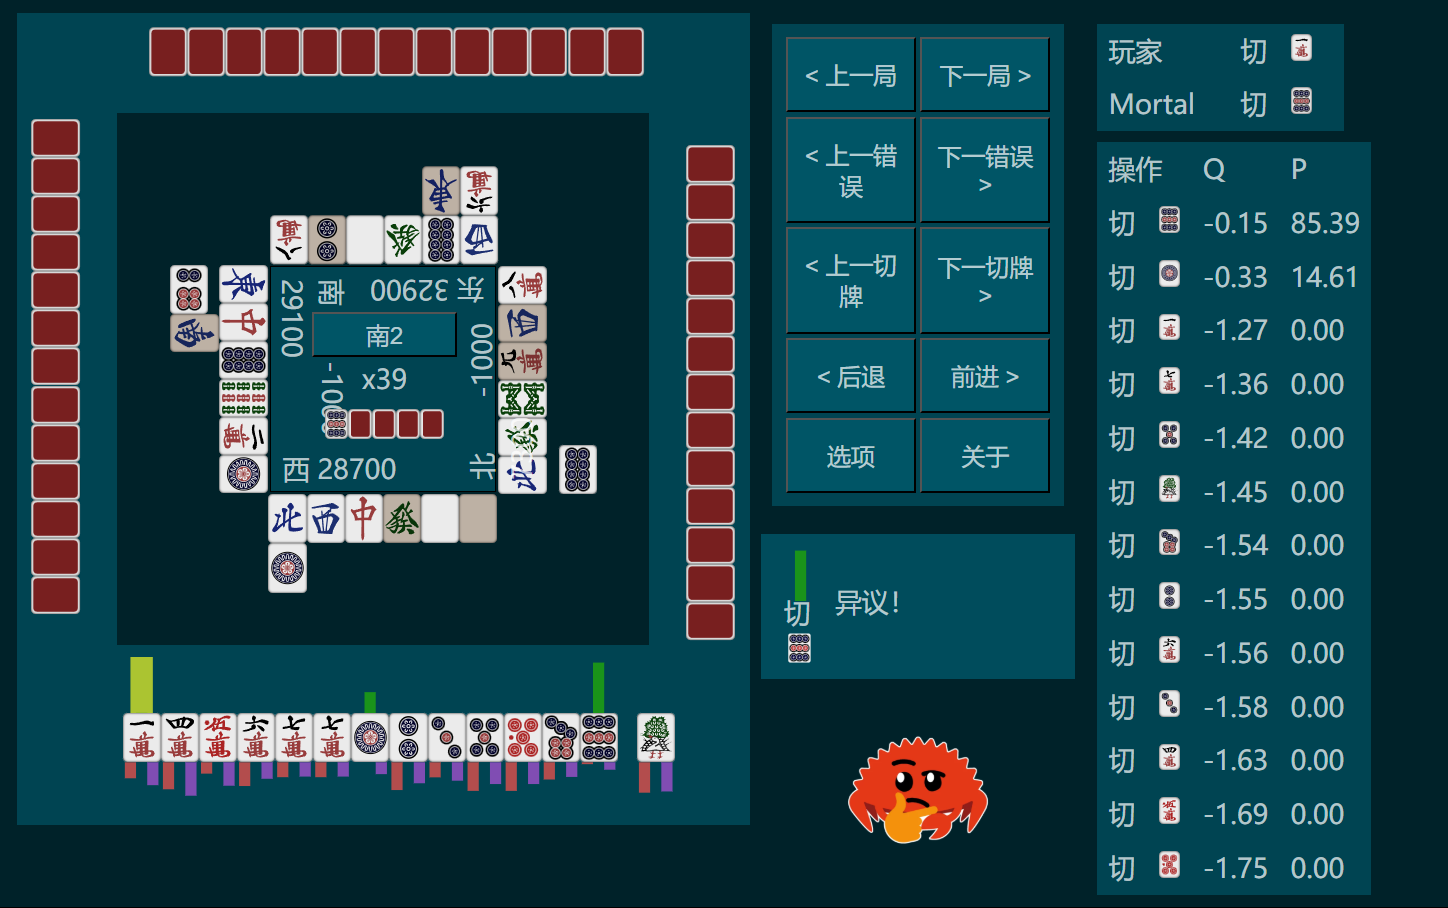 < 上一局
下一局 >
< 上一错误
下一错误 >
< 上一切牌
下一切牌 >
< 后退
前进 >
选项
关于
玩家 切
Mortal 切
操作 Q P
切 -0.15 85.39
切 -0.33 14.61
切 -1.27 0.00
切 -1.36 0.00
切 -1.42 0.00
切 -1.45 0.00
切 -1.54 0.00
切 -1.55 0.00
切 -1.56 0.00
切 -1.58 0.00
切 -1.63 0.00
切 -1.69 0.00
切 -1.75 0.00
东 32900
南 29100
南2
x39
西 28700
北
-1000
切
异议!